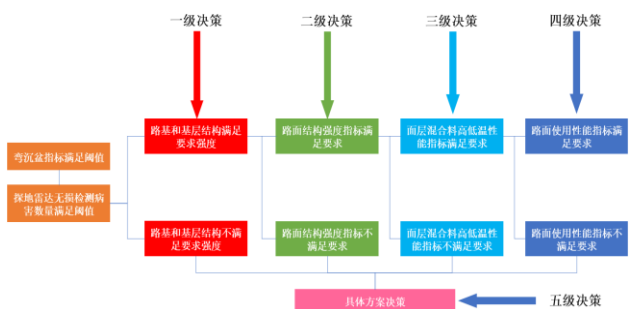 一级决策
二级决策
三级决策
四级决策
路基和基层结构满足
要求强度
路面结构强度指标满
足要求
面层混合料高低温性
能指标满足要求
路面使用性能指标满
足要求
弯沉盆指标满足阈值
探地雷达无损检测病
害数量满足阈值
路基和基层结构不满
足要求强度
路面结构强度指标不
满足要求
面层混合料高低温性
能指标不满足要求
路面使用性能指标不
满足要求
具体方案决策
五级决策